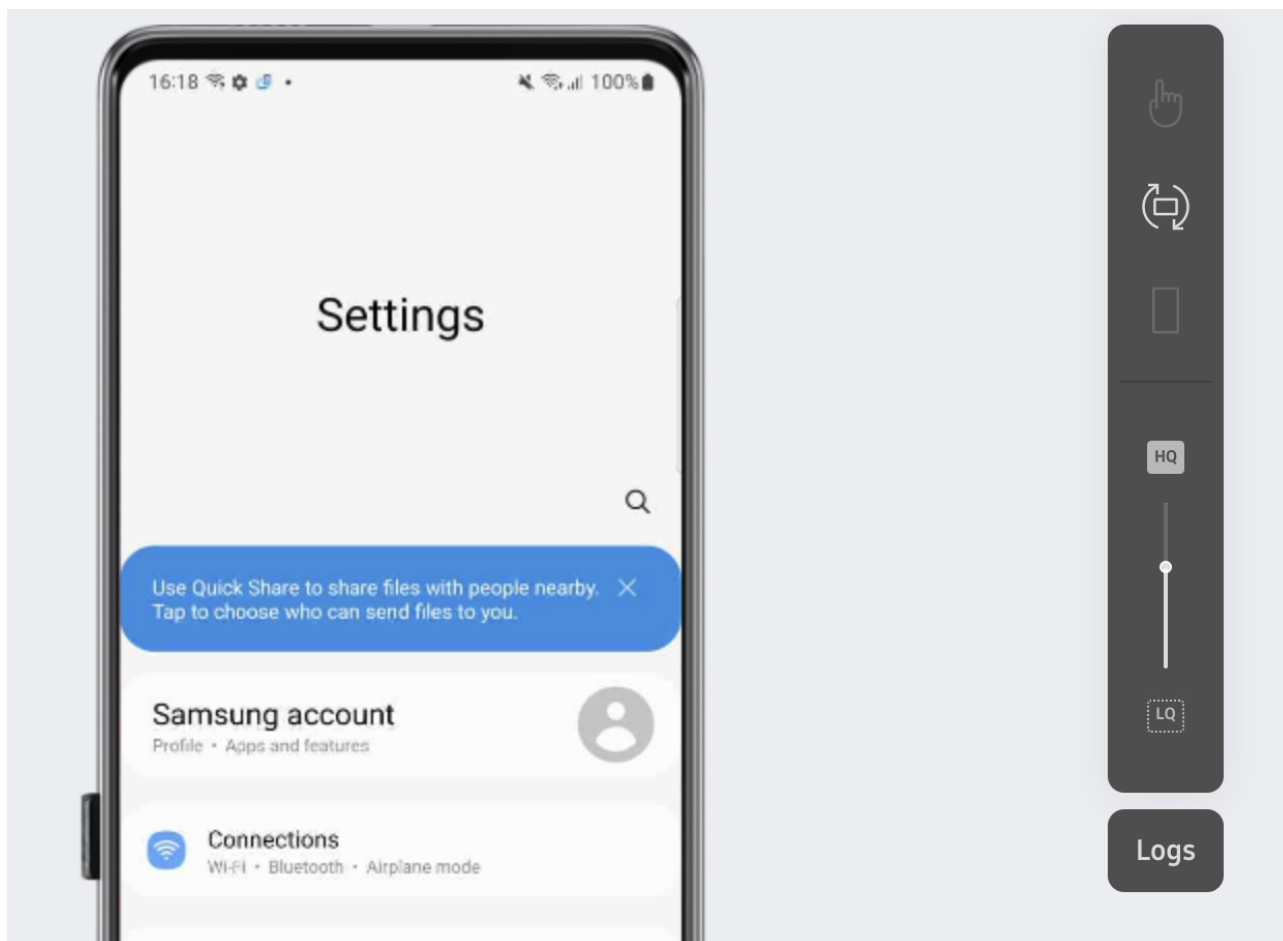 16:18
100%
Settings
Use Quick Share to share files with people nearby.
Tap to choose who can send files to you.
Samsung account
Profile • Apps and features
Connections
Wi-Fi • Bluetooth • Airplane mode
HQ
LQ
Logs